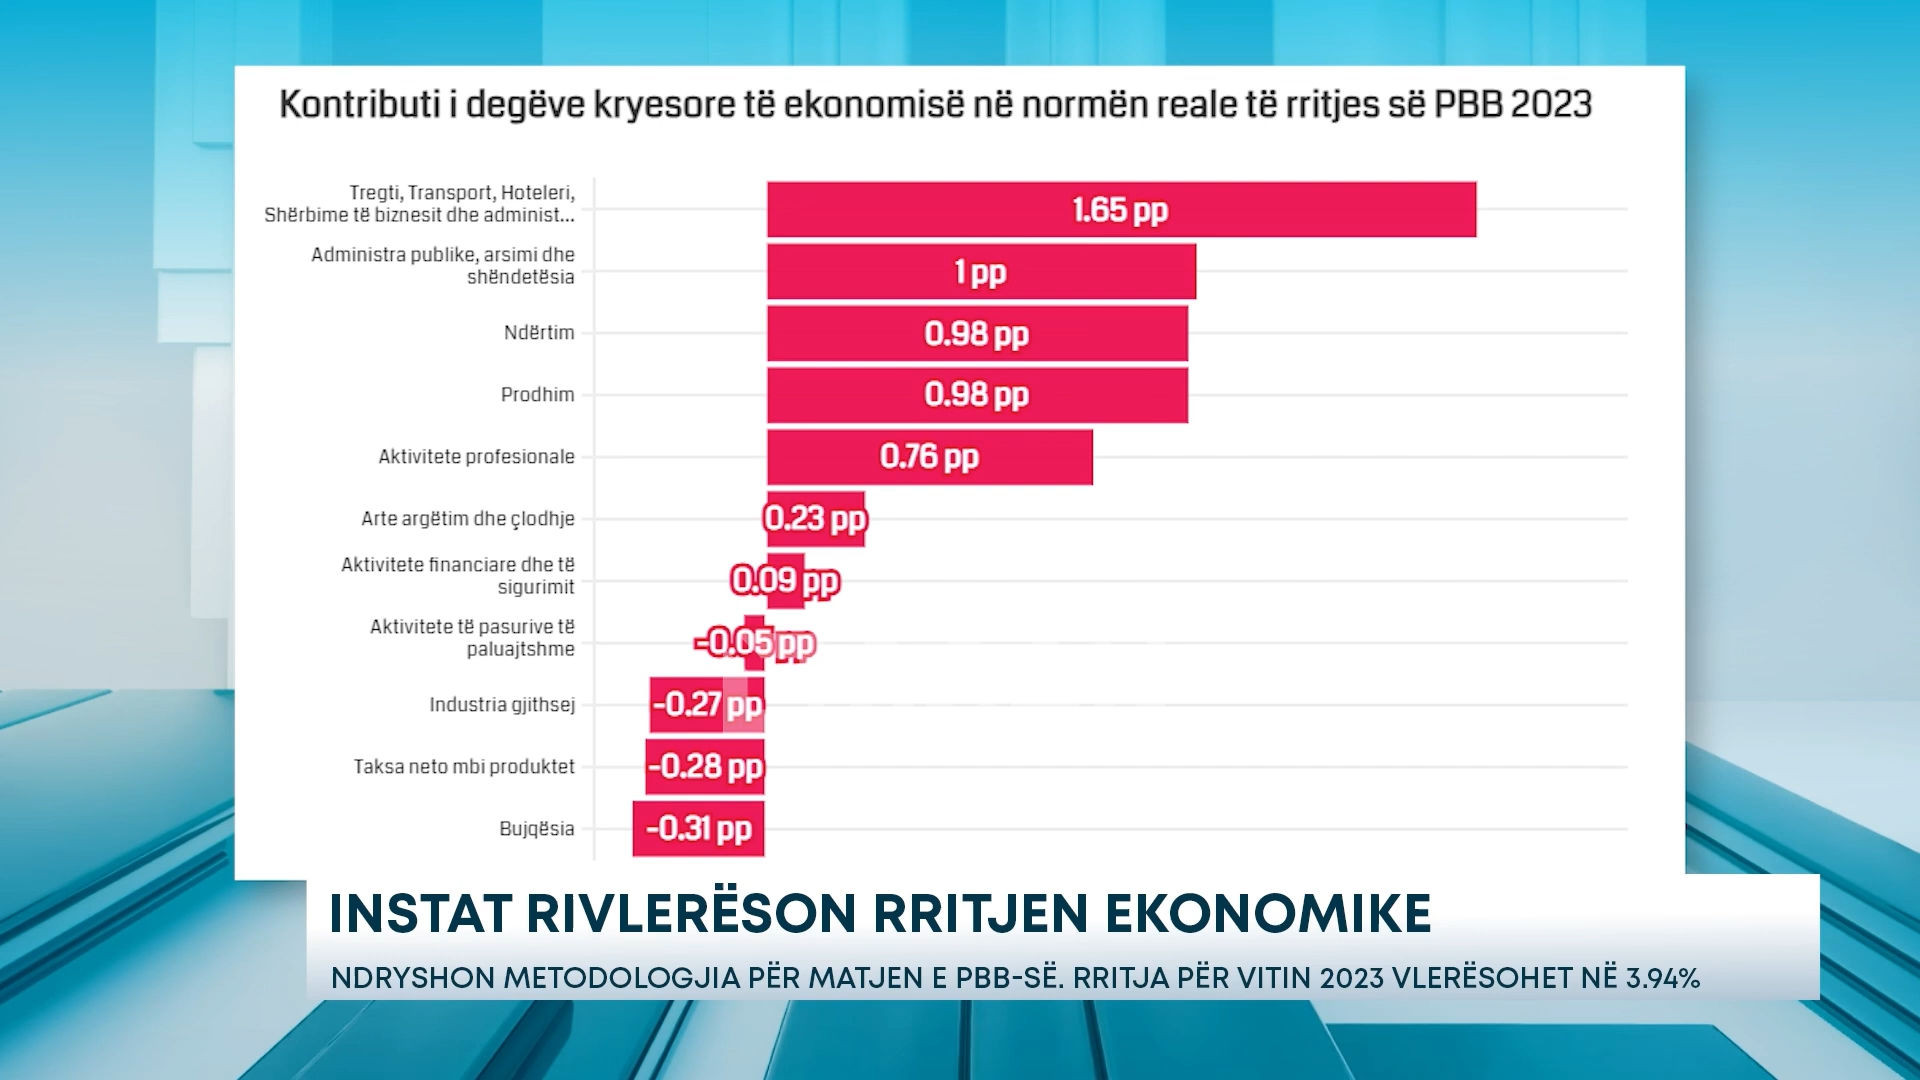 Kontributi i degëve kryesore të ekonomisë në normën reale të rritjes së PBB 2023
Tregti, Transport, Hoteleri,
Shërbime të biznesit dhe administ...
1.65 pp
Administra publike, arsimi dhe
shëndetësia
1 pp
Ndërtim
0.98 pp
Prodhim
0.98 pp
Aktivitete profesionale
0.76 pp
Arte argëtim dhe çlodhje
0.23 pp
Aktivitete financiare dhe të
sigurimit
0.09 pp
Aktivitete të pasurive të
paluajtshme
-0.05 pp
Industria gjithsej
-0.27 pp
Taksa neto mbi produktet
-0.28 pp
Bujqësia
-0.31 pp
INSTAT RIVLERËSON RRITJEN EKONOMIKE
NDRYSHON METODOLOGJIA PËR MATJEN E PBB-SË. RRITJA PËR VITIN 2023 VLERËSOHET NË 3.94%